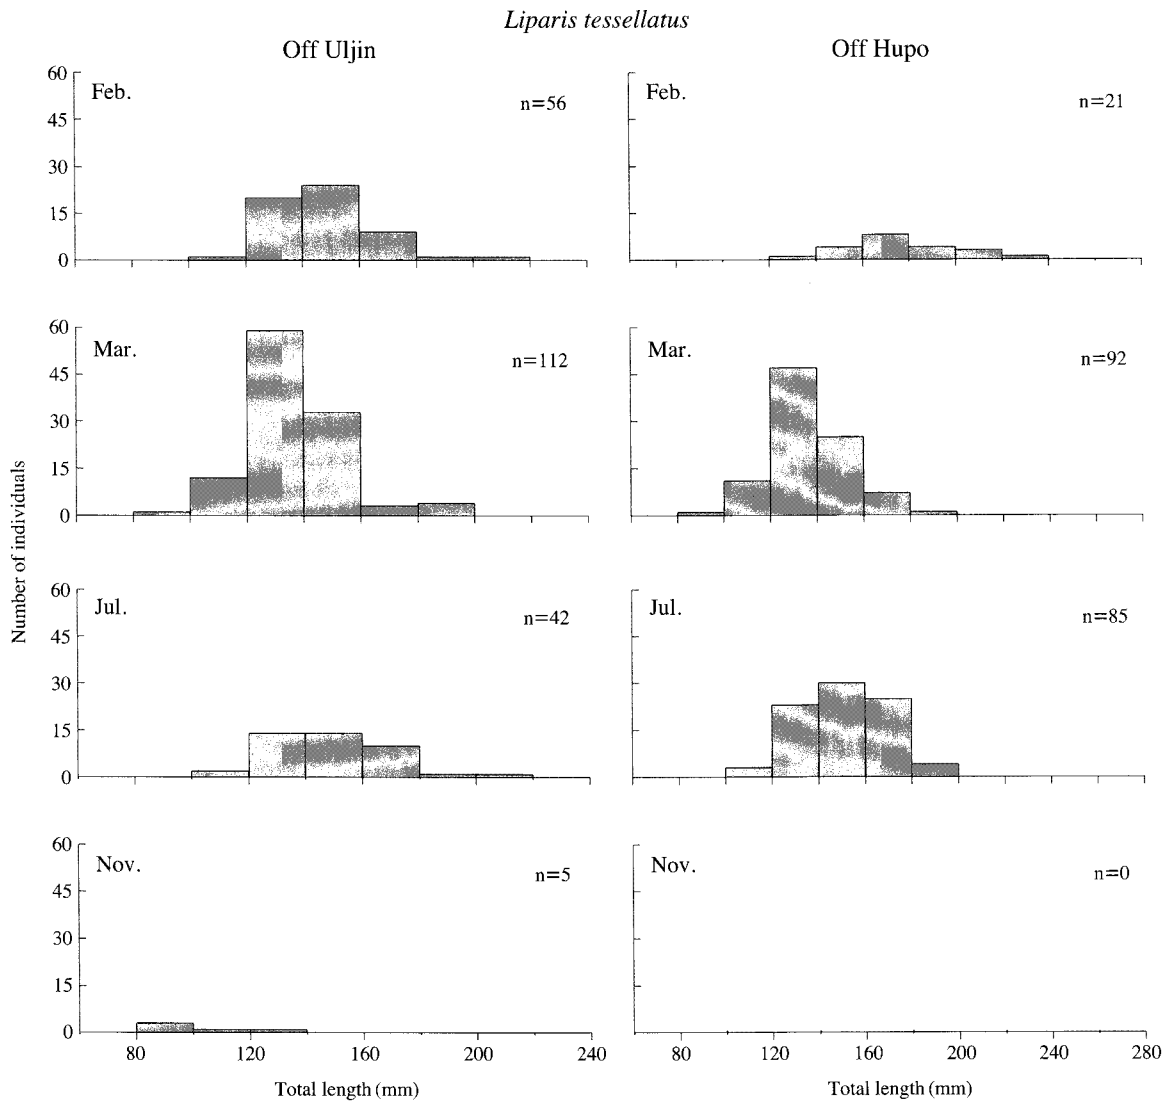 Liparis tessellatus
Off Uljin
Off Hupo
60
45
30
15
0
Feb.
n=56
Feb.
n=21
60
45
30
15
0
Mar.
n=112
Mar.
n=92
Number of individuals
60
45
30
15
0
Jul.
n=42
Jul.
n=85
60
45
30
15
0
Nov.
n=5
Nov.
n=0
80 120 160 200 240
80 120 160 200 240 280
Total length (mm)
Total length (mm)